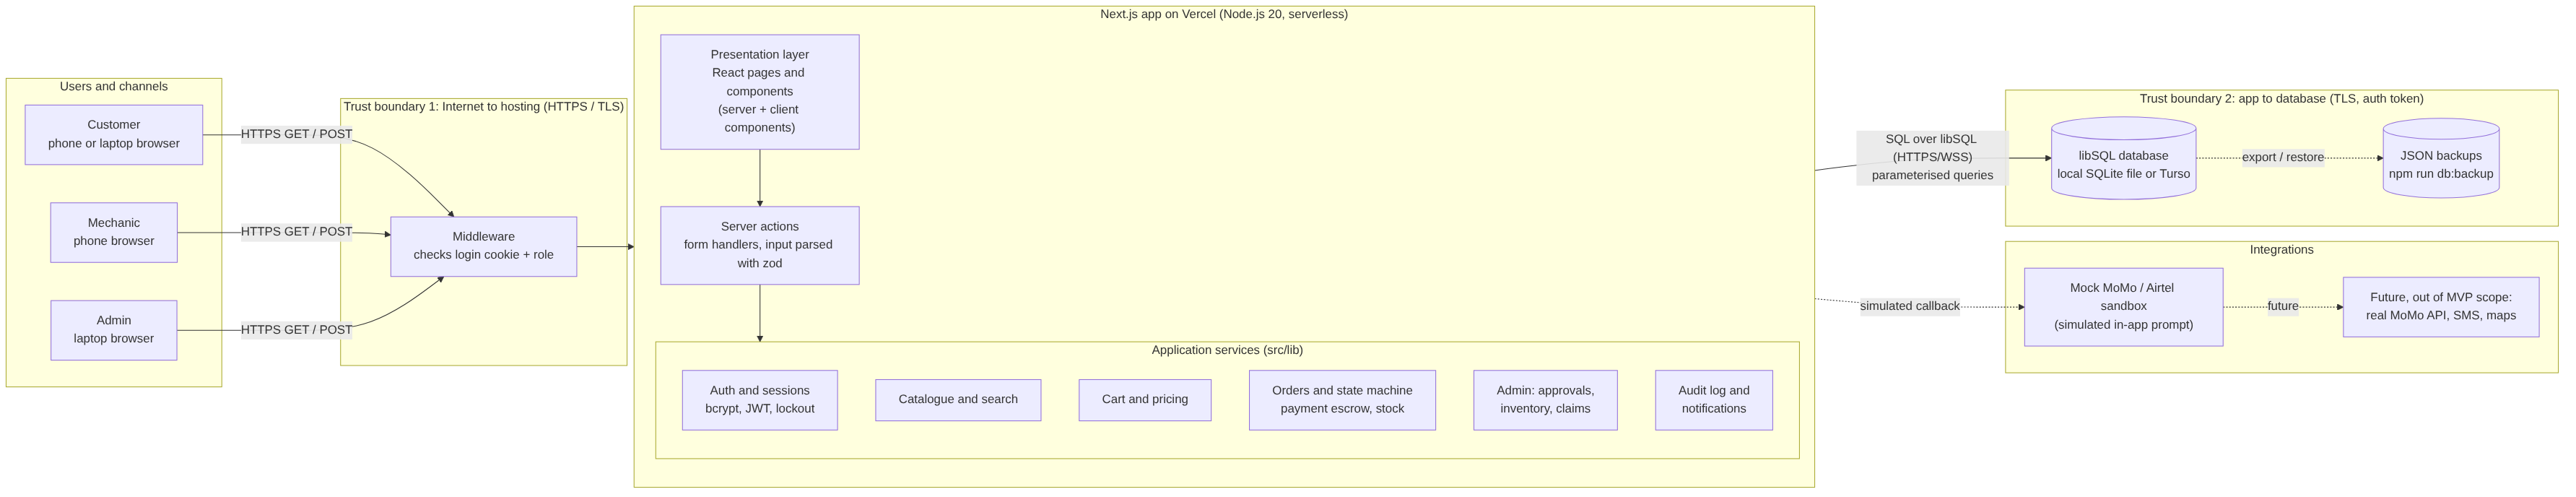 Users and channels
Customer
phone or laptop browser
Mechanic
phone browser
Admin
laptop browser
HTTPS GET / POST
HTTPS GET / POST
HTTPS GET / POST
Trust boundary 1: Internet to hosting (HTTPS / TLS)
Middleware
checks login cookie + role
Next.js app on Vercel (Node.js 20, serverless)
Presentation layer
React pages and
components
(server + client
components)
Server actions
form handlers, input parsed
with zod
Application services (src/lib)
Auth and sessions
bcrypt, JWT, lockout
Catalogue and search
Cart and pricing
Orders and state machine
payment escrow, stock
Admin: approvals,
inventory, claims
Audit log and
notifications
SQL over libSQL
(HTTPS/WSS)
parameterised queries
simulated callback
Trust boundary 2: app to database (TLS, auth token)
libSQL database
local SQLite file or Turso
export / restore
JSON backups
npm run db:backup
Integrations
Mock MoMo / Airtel
sandbox
(simulated in-app prompt)
future
Future, out of MVP scope:
real MoMo API, SMS, maps